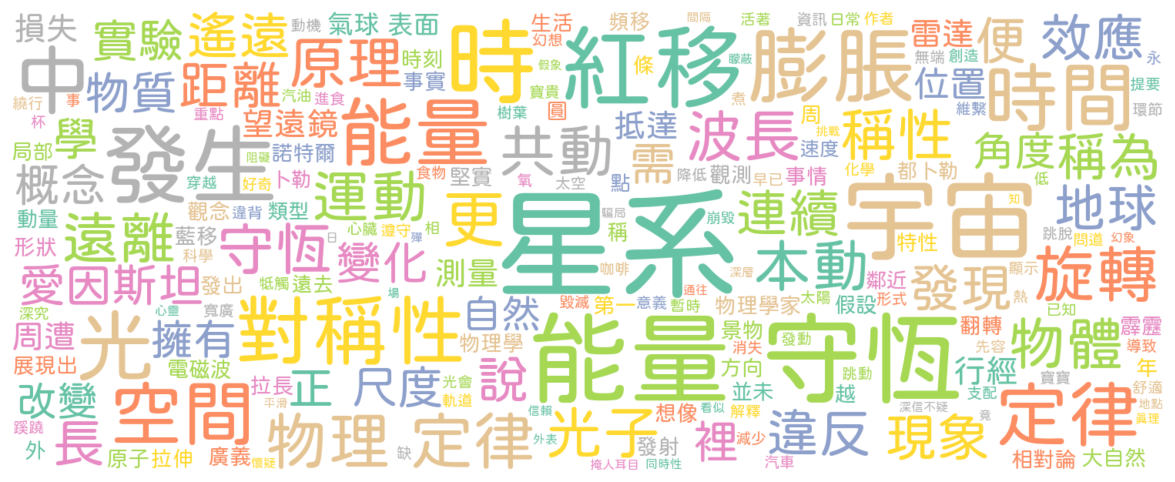 損失
實驗
遙遠
動機
氣球
表面
時
紅移
生活
幻想
頻移
間隔
膨脹
活著
資訊
日常
作者
雷達
無端
創造
便
效應
永
中
物質
距離
原理
時刻
事實
假象
條
矇蔽
位置
維繫
時間
提要
環節
繞行
事
杯
重點
汽油
進食
寶貴
樹葉
員
煮
周
挑戰
稱性
學
局部
發生
望遠鏡
能量
共動
抵達
波長
速度
化學
角度
稱為
諾特爾
阻礙
食物
堅實
氧
太空
需
點
降低
觀測
早已
事情
都卜勒
低
概念
穿越
好奇
卜勒
運動
更
星系
騙局
崩毀
連續
宇宙
知
地球
動量
觀念
違背
類型
心臟
遵守
相
彈
稱
特性
跳脫
問道
幻象
形狀
遠離
藍移
科學
守恆
日
變化
測量
咖啡
深層
本動
鄰近
發現
顯示
熱
旋轉
愛因斯坦
發出
牴觸
遠去
場
毀滅
通往
第一
意義
暫時
物理學家
太陽
假設
形式
已知
深究
心靈
寬廣
周遭
光
擁有
對稱性
自然
物理學
能量守恆
景物
消失
發動
翻轉
先容
物體
霹靂
導致
展現出
電磁波
拉長
正
尺度
光會
軌道
說
方向
並未
跳動
越
行經
支配
年
寶寶
舒適
地點
真理
改變
蹊蹺
空間
平滑
物理定律
信賴
外表
光子
想像
看似
解釋
違反
深信不疑
竟
現象
定律
外
長
原子
拉伸
廣義
懷疑
缺
掩人耳目
同時性
發射
裡
減少
汽車
相對論
大自然